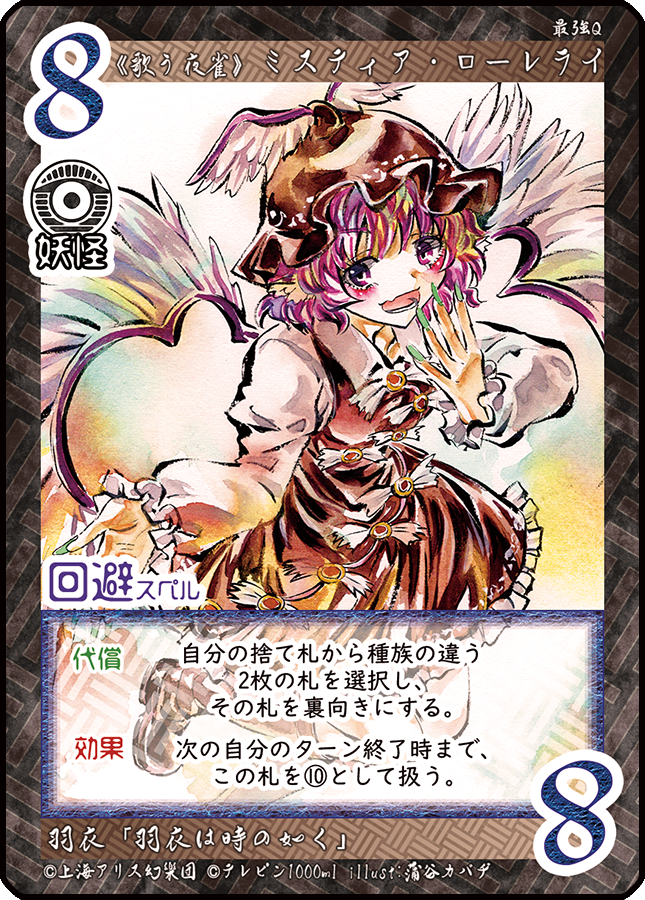 最強Q
8
《歌う夜雀》 ミスティア・ローレライ
妖怪
回避スペル
代償
自分の捨て札から種族の違う
2枚の札を選択し、
その札を裏向きにする。
効果
次の自分のターン終了時まで、
この札を⑩として扱う。
8
羽衣「羽衣は時の如く」
©上海アリス幻樂団 ©テレピン1000ml illust:蒲谷カバヂ